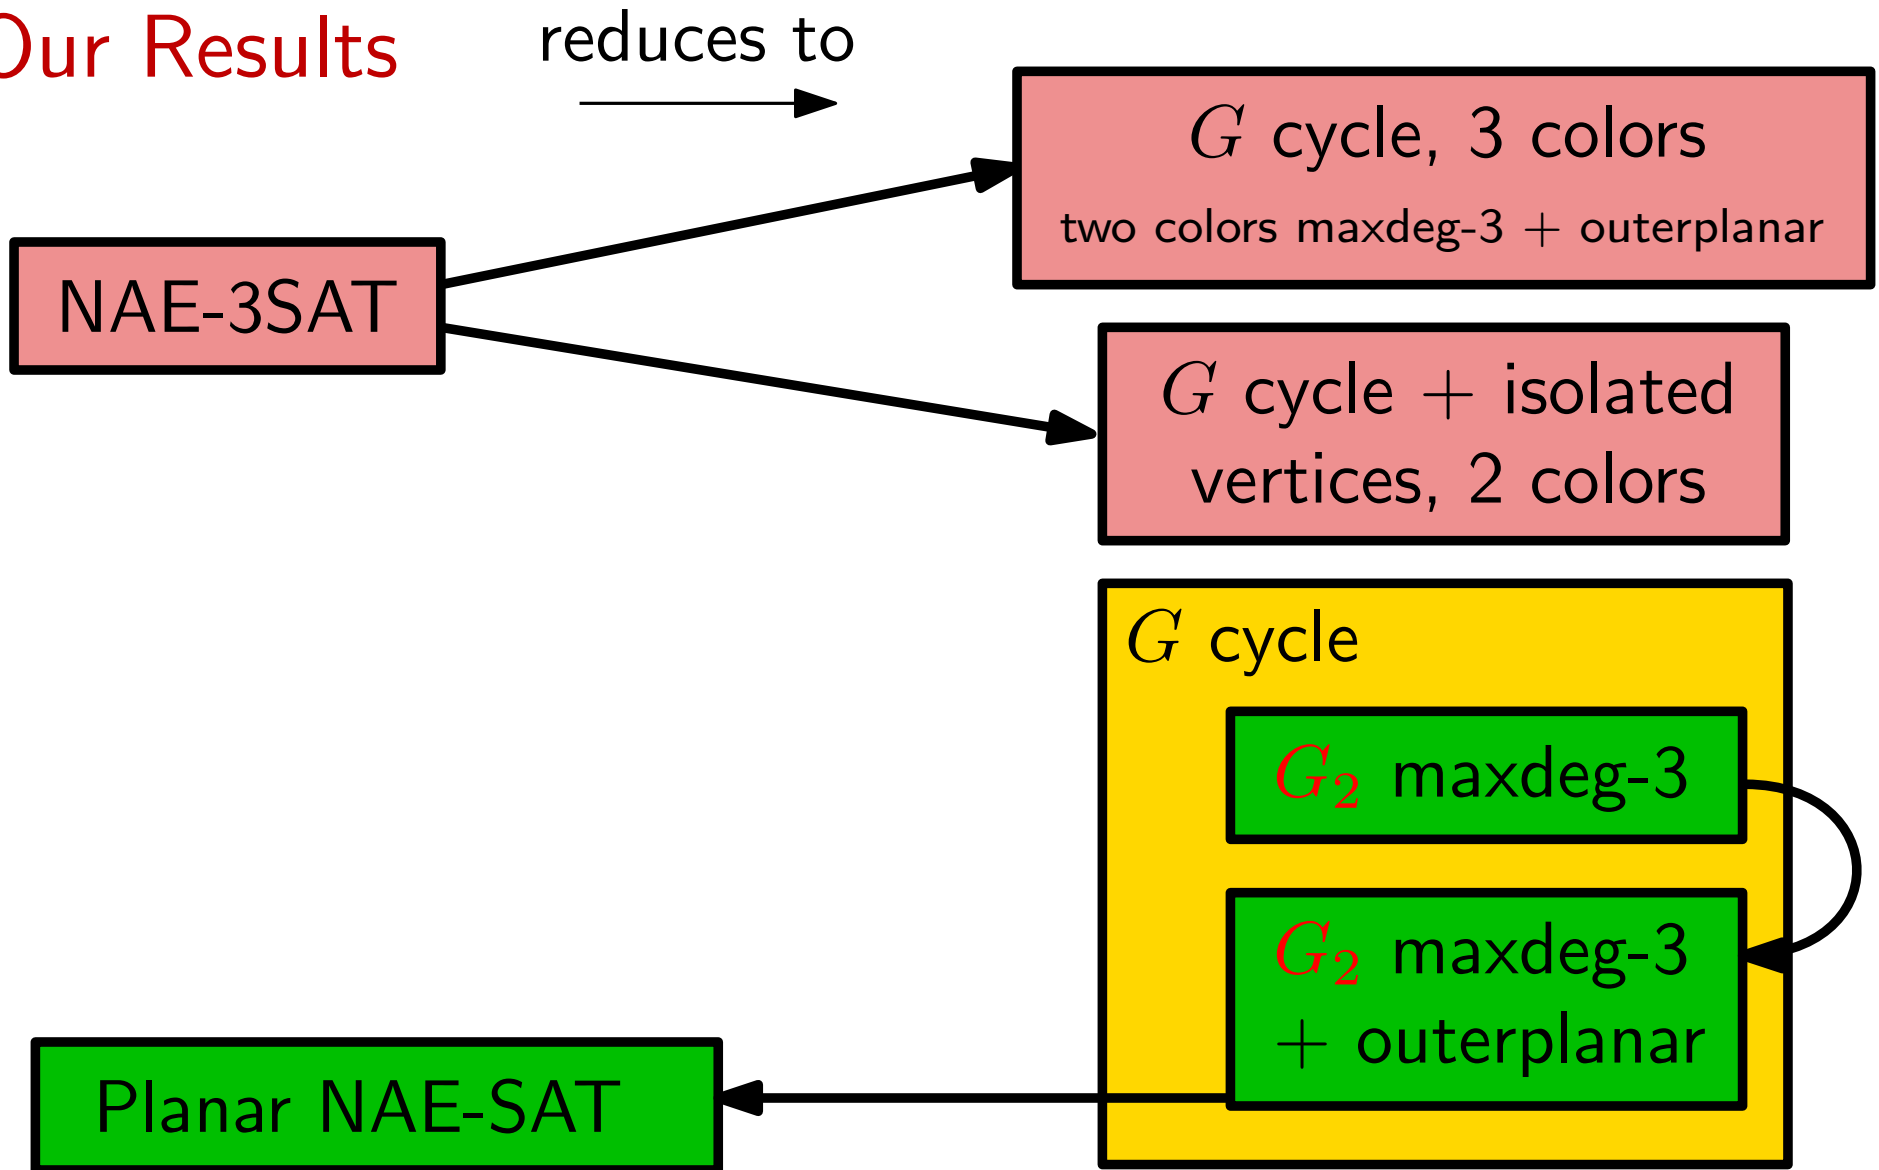 Our Results
reduces to
G cycle, 3 colors
two colors maxdeg-3 + outerplanar
NAE-3SAT
G cycle + isolated
vertices, 2 colors
G cycle
G₂ maxdeg-3
G₂ maxdeg-3
+ outerplanar
Planar NAE-SAT